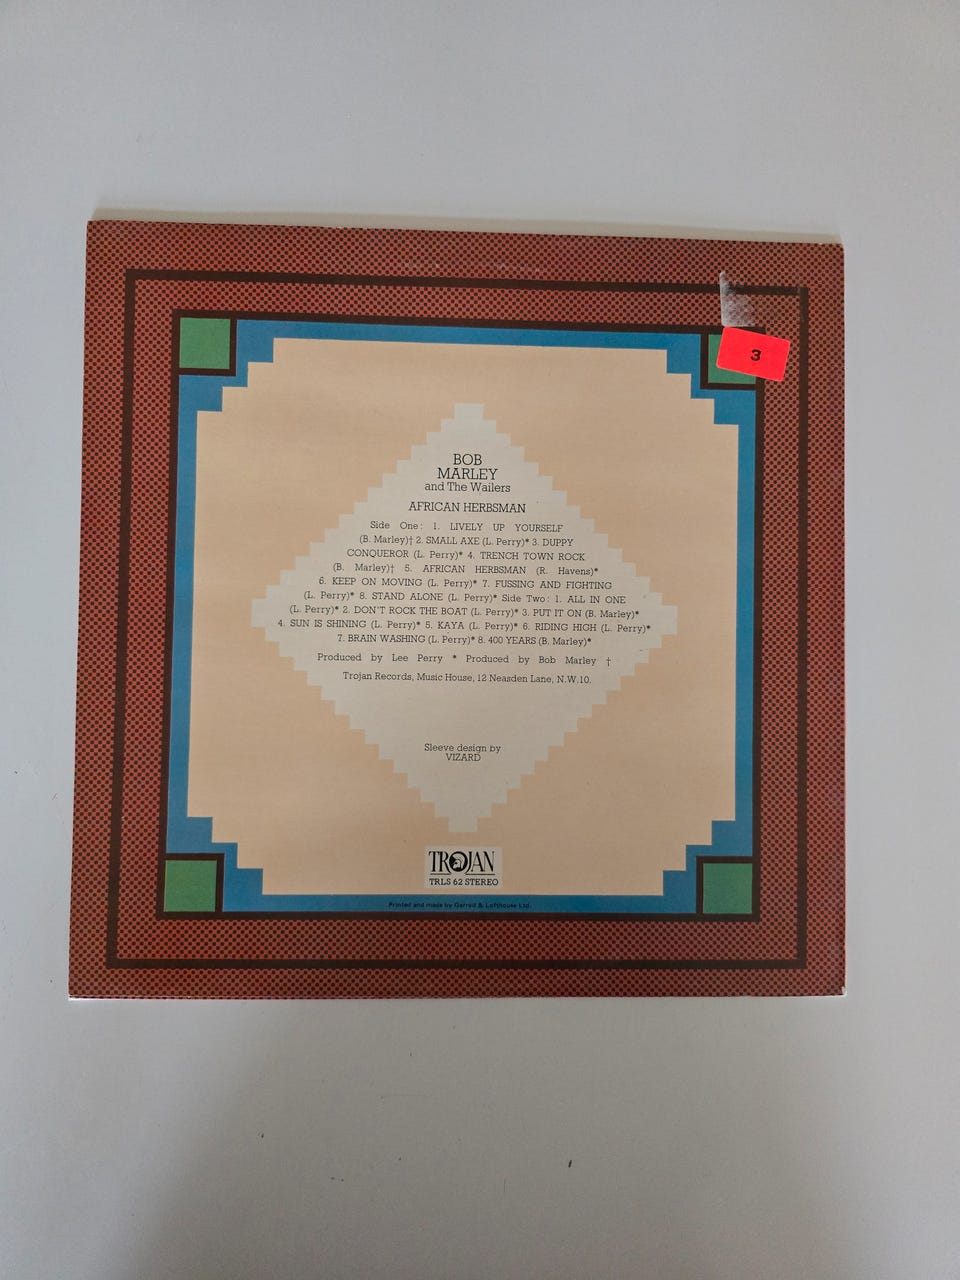 3
BOB
MARLEY
and The Wailers
AFRICAN HERBSMAN
Side One: 1. LIVELY UP YOURSELF
(B. Marley)† 2. SMALL AXE (L. Perry)* 3. DUPPY
CONQUEROR (L. Perry)* 4. TRENCH TOWN ROCK
(B. Marley)† 5. AFRICAN HERBSMAN (R. Havens)*
6. KEEP ON MOVING (L. Perry)* 7. FUSSING AND FIGHTING
(L. Perry)* 8. STAND ALONE (L. Perry)* Side Two: 1. ALL IN ONE
(L. Perry)* 2. DON'T ROCK THE BOAT (L. Perry)* 3. PUT IT ON (B. Marley)*
4. SUN IS SHINING (L. Perry)* 5. KAYA (L. Perry)* 6. RIDING HIGH (L. Perry)*
7. BRAIN WASHING (L. Perry)* 8. 400 YEARS (B. Marley)*
Produced by Lee Perry * Produced by Bob Marley †
Trojan Records, Music House, 12 Neasden Lane, N.W.10.
Sleeve design by
VIZARD
TROJAN
TRLS 62 STEREO
Printed and made by Garrod & Lofthouse Ltd.